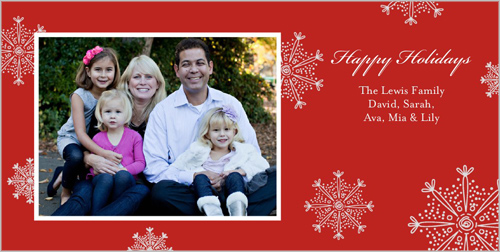 Happy Holidays
The Lewis Family
David, Sarah,
Ava, Mia & Lily